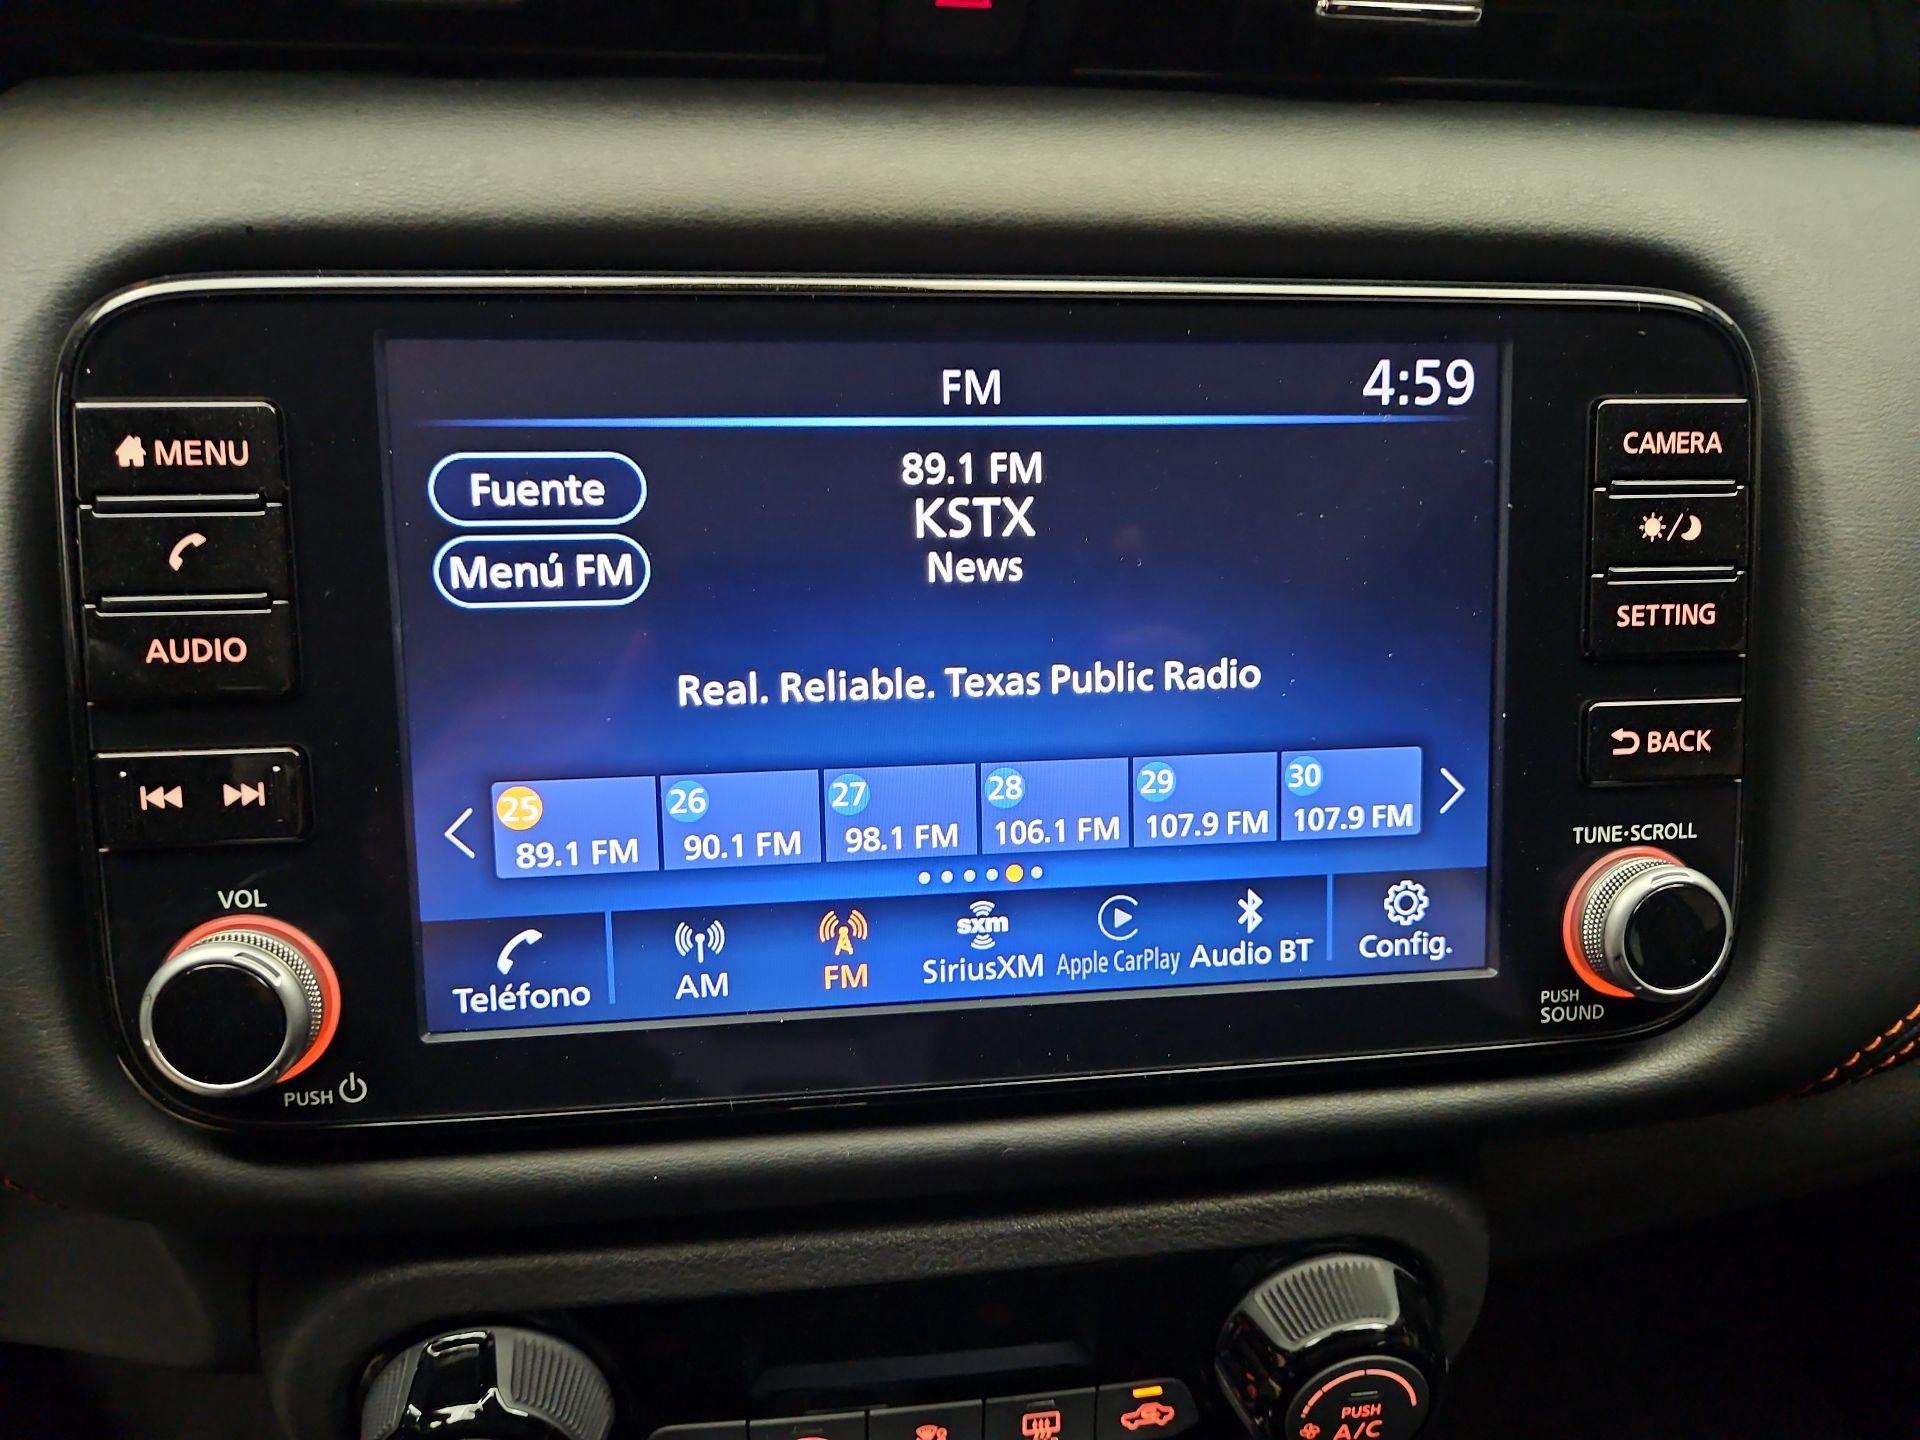 FM
4:59
MENU
AUDIO
VOL
PUSH
Fuente
Menú FM
89.1 FM
KSTX
News
Real. Reliable. Texas Public Radio
25
89.1 FM
26
90.1 FM
27
98.1 FM
28
106.1 FM
29
107.9 FM
30
107.9 FM
Teléfono
AM
FM
sxm
SiriusXM
Apple CarPlay
Audio BT
Config.
CAMERA
SETTING
BACK
TUNE·SCROLL
PUSH
SOUND
PUSH
A/C